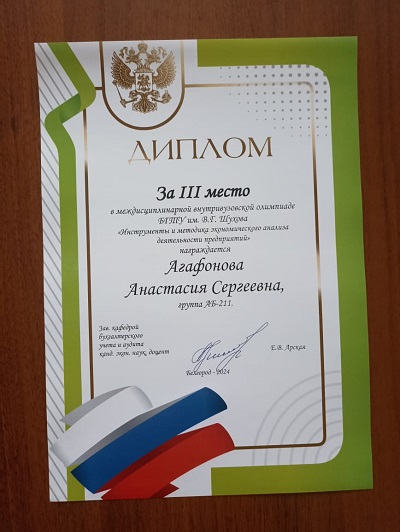 ДИПЛОМ
За III место
в междисциплинарной внутривузовской олимпиаде
БГТУ им. В.Г. Шухова
«Инструменты и методика экономического анализа
деятельности предприятий»
награждается
Агафонова
Анастасия Сергеевна,
группа АБ-211.
Зав. кафедрой
бухгалтерского
учета и аудита
канд. экон. наук, доцент
Е.В. Арская
Белгород - 2024